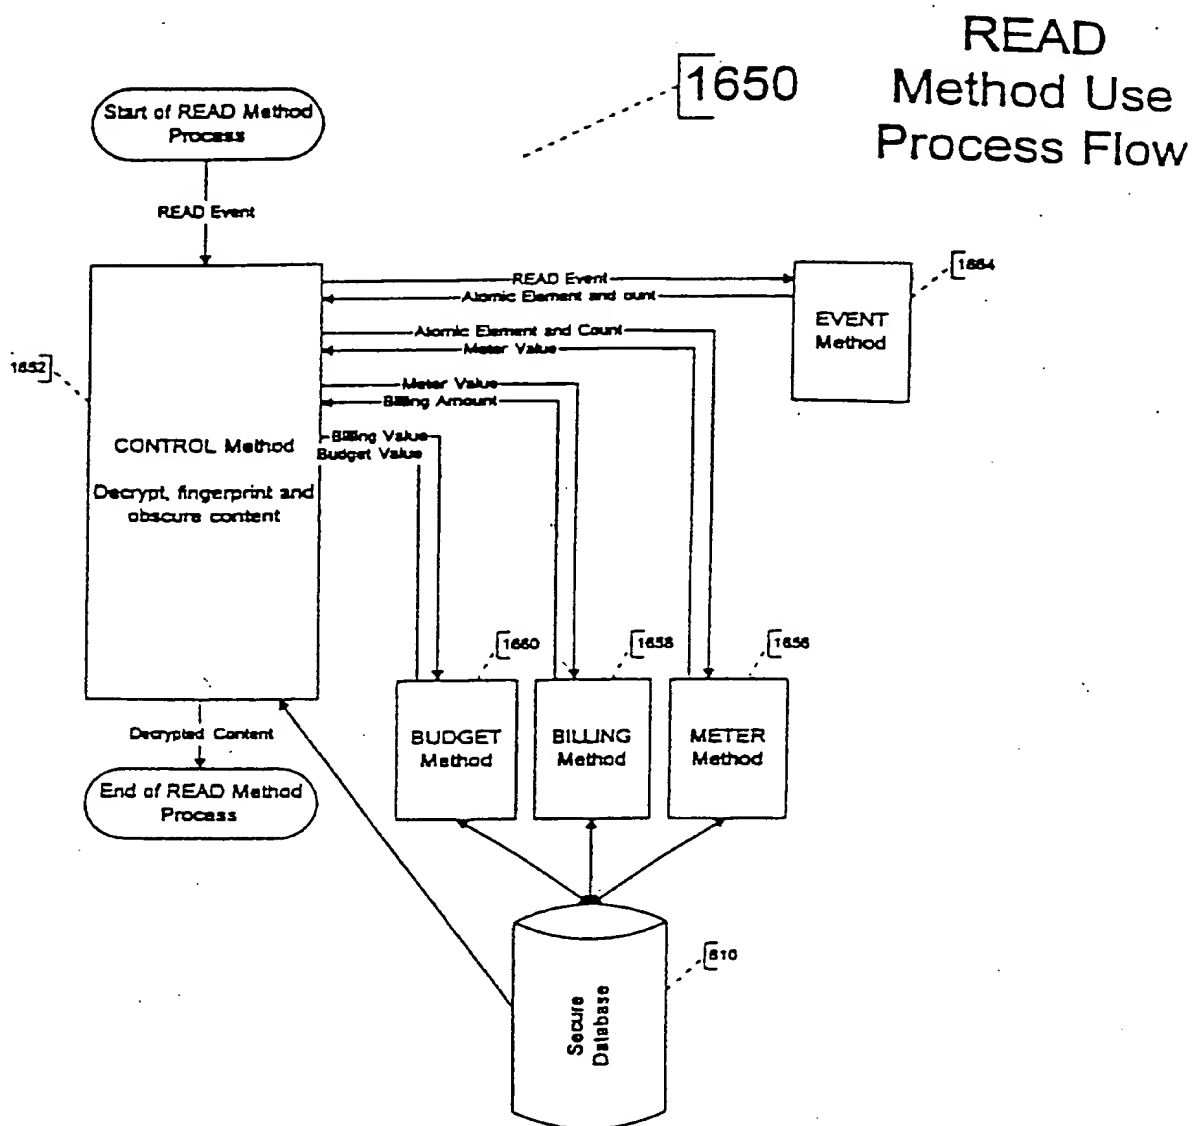 READ
Method Use
Process Flow
1650
Start of READ Method
Process
READ Event
READ Event
Atomic Element and ount
Atomic Element and Count
Meter Value
Meter Value
Billing Amount
Billing Value
Budget Value
1664
EVENT
Method
1652
CONTROL Method
Decrypt, fingerprint and
obscure content
1660
1658
1656
BUDGET
Method
BILLING
Method
METER
Method
Decrypted Content
End of READ Method
Process
610
Secure
Database